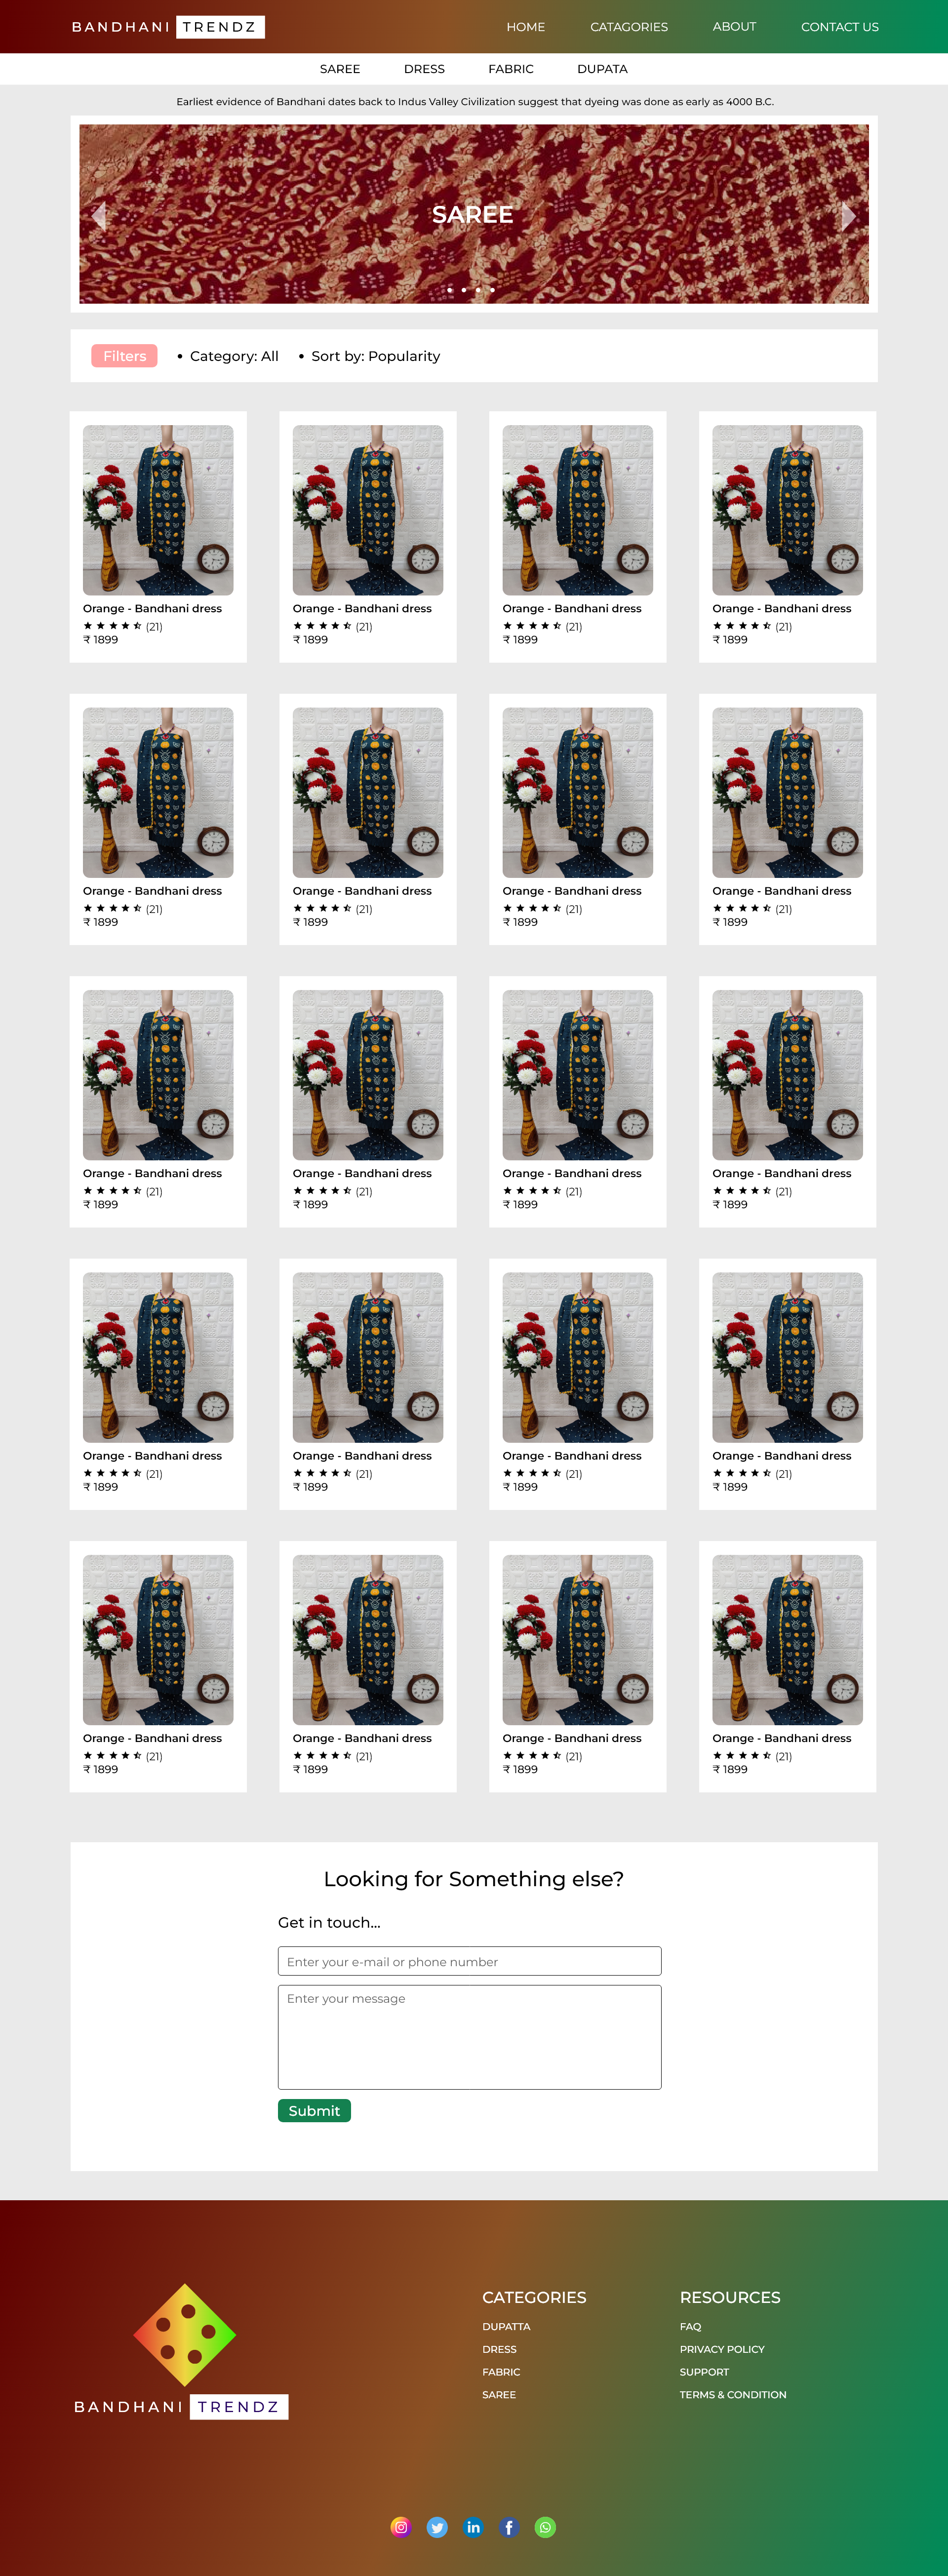 BANDHANI TRENDZ HOME CATAGORIES ABOUT CONTACT US
SAREE DRESS FABRIC DUPATA
Earliest evidence of Bandhani dates back to Indus Valley Civilization suggest that dyeing was done as early as 4000 B.C.
SAREE
Filters • Category: All • Sort by: Popularity
Orange - Bandhani dress Orange - Bandhani dress Orange - Bandhani dress Orange - Bandhani dress
(21) (21) (21) (21)
₹ 1899 ₹ 1899 ₹ 1899 ₹ 1899
Orange - Bandhani dress Orange - Bandhani dress Orange - Bandhani dress Orange - Bandhani dress
(21) (21) (21) (21)
₹ 1899 ₹ 1899 ₹ 1899 ₹ 1899
Orange - Bandhani dress Orange - Bandhani dress Orange - Bandhani dress Orange - Bandhani dress
(21) (21) (21) (21)
₹ 1899 ₹ 1899 ₹ 1899 ₹ 1899
Orange - Bandhani dress Orange - Bandhani dress Orange - Bandhani dress Orange - Bandhani dress
(21) (21) (21) (21)
₹ 1899 ₹ 1899 ₹ 1899 ₹ 1899
Orange - Bandhani dress Orange - Bandhani dress Orange - Bandhani dress Orange - Bandhani dress
(21) (21) (21) (21)
₹ 1899 ₹ 1899 ₹ 1899 ₹ 1899
Looking for Something else?
Get in touch...
Enter your e-mail or phone number
Enter your message
Submit
BANDHANI TRENDZ
CATEGORIES
DUPATTA
DRESS
FABRIC
SAREE
RESOURCES
FAQ
PRIVACY POLICY
SUPPORT
TERMS & CONDITION